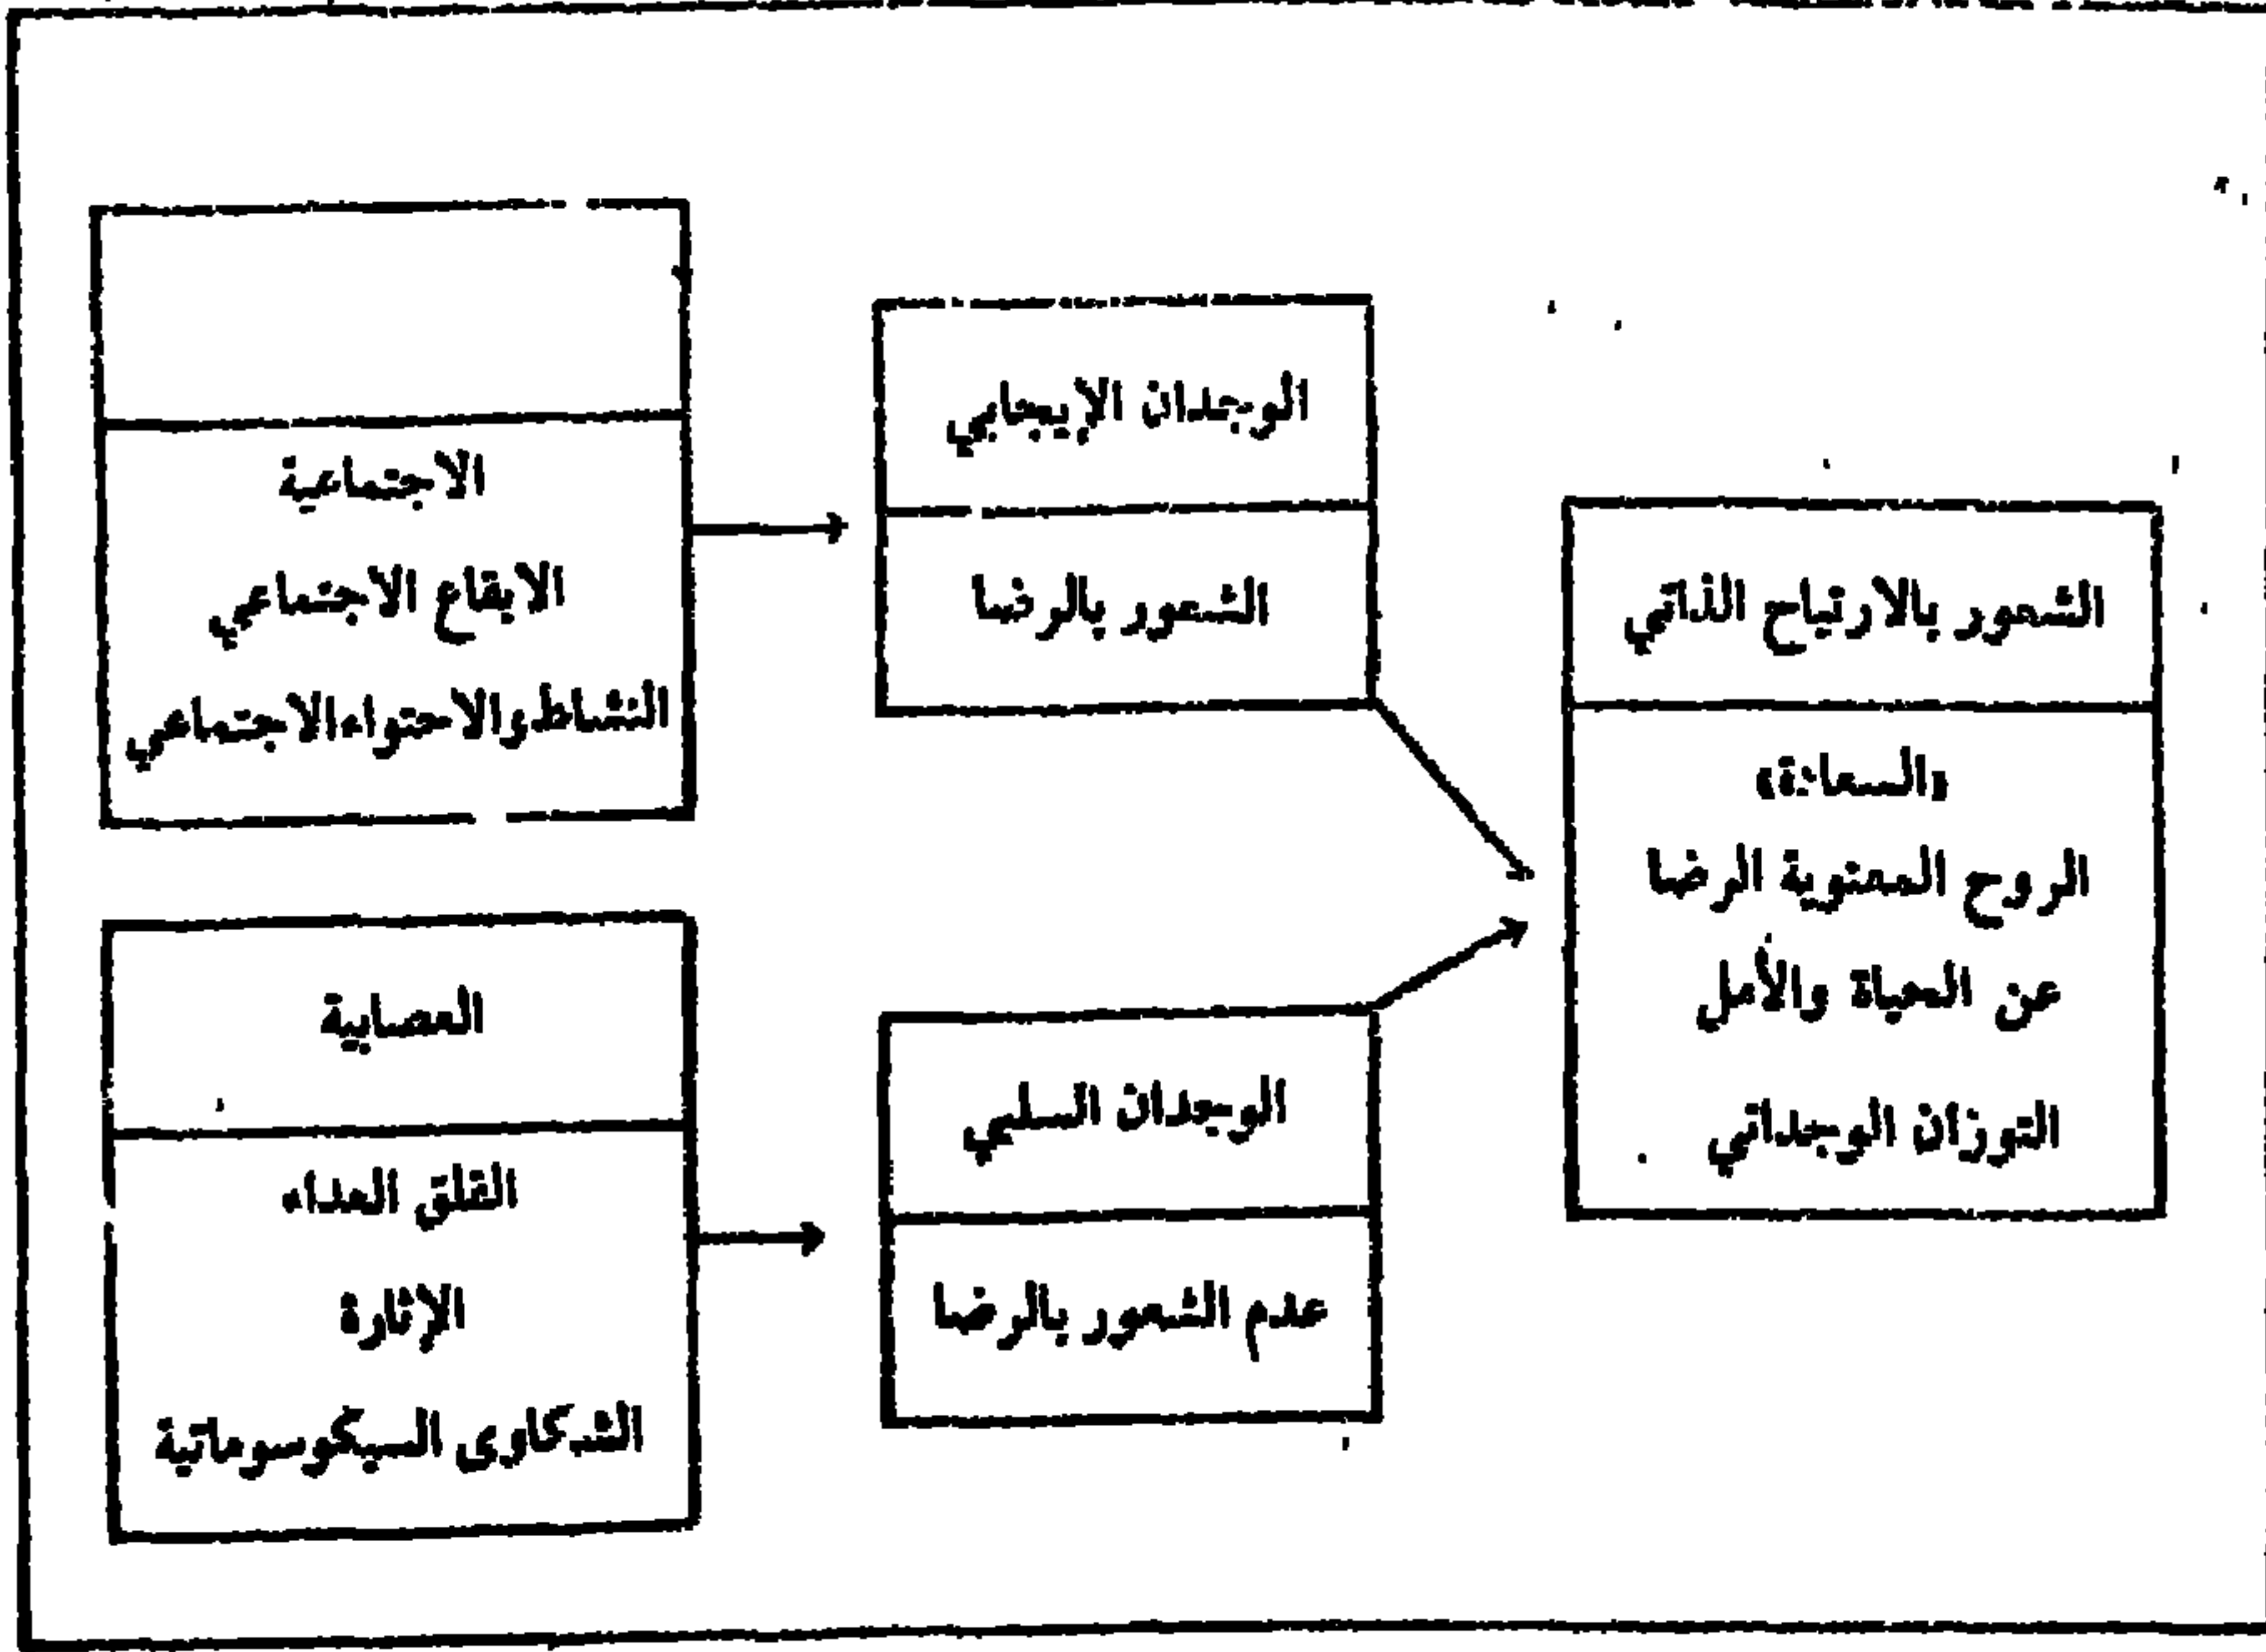 الوجدان الإيجابي
الشعور بالرضا
الاجتماعية
الايقاع الاجتماعي
النشاط والاحتواء الاجتماعي
الشعور بالارتياح الذاتي
«السعادة»
الروح المعنوية الرضا
عن الحياة والأمل
التوزان الوجداني
العصابية
القلق العداء
الإثارة
الشكاوى السيكوسوماتية
الوجدان السلبي
عدم الشعور بالرضا